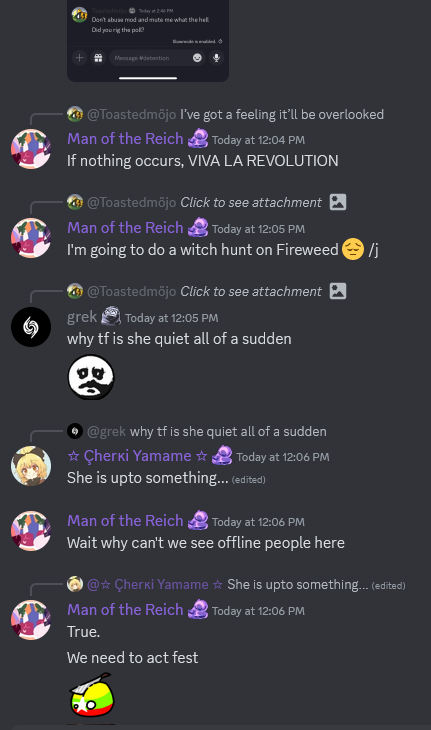 Today at 2:46 PM
Don't abuse mod and mute me what the hell
Did you rig the poll?
Slowmode is enabled.
Message #detention
@Toastedmöjo I've got a feeling it'll be overlooked
Man of the Reich Today at 12:04 PM
If nothing occurs, VIVA LA REVOLUTION
@Toastedmöjo Click to see attachment
Man of the Reich Today at 12:05 PM
I'm going to do a witch hunt on Fireweed 😔 /j
@Toastedmöjo Click to see attachment
grek Today at 12:05 PM
why tf is she quiet all of a sudden
@grek why tf is she quiet all of a sudden
☆ Çherкi Yamame ☆ Today at 12:06 PM
She is upto something... (edited)
Man of the Reich Today at 12:06 PM
Wait why can't we see offline people here
@☆ Çherкi Yamame ☆ She is upto something... (edited)
Man of the Reich Today at 12:06 PM
True.
We need to act fest